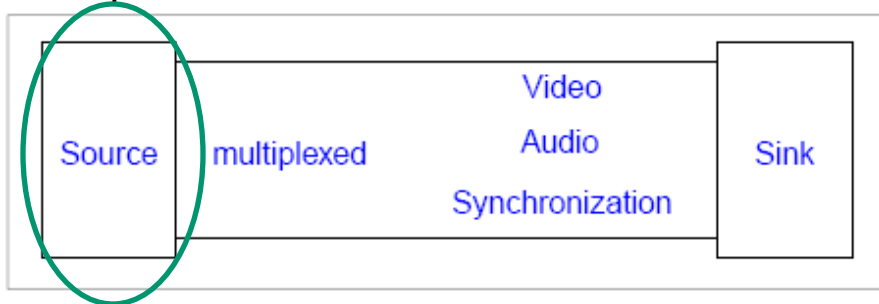 Source
multiplexed
Video
Audio
Synchronization
Sink